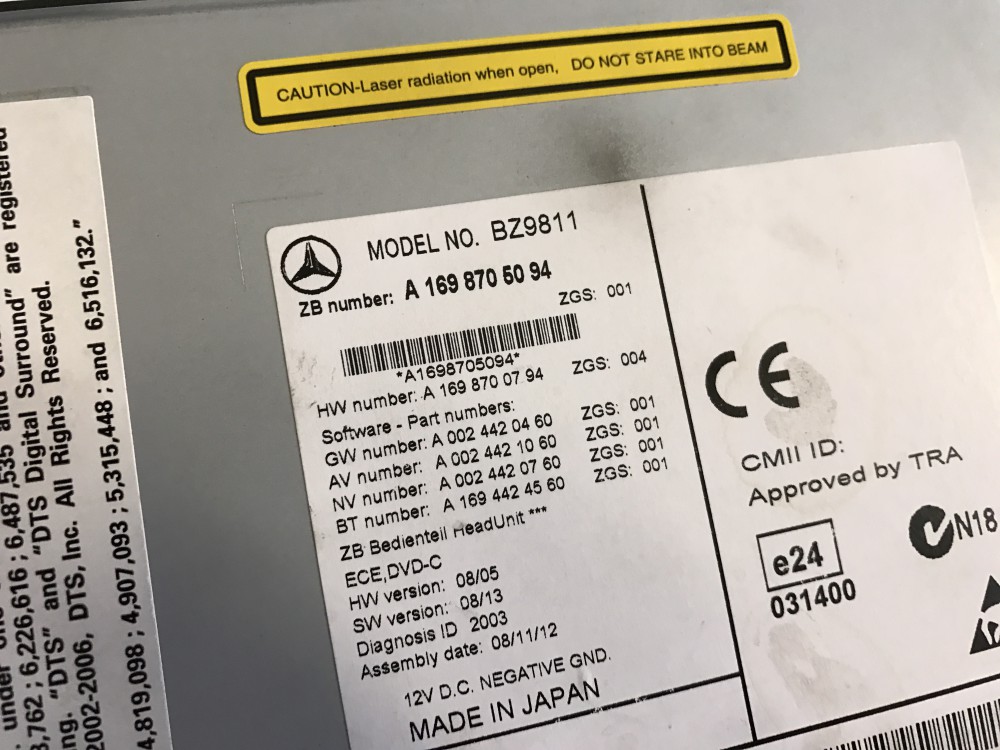 CAUTION-Laser radiation when open, DO NOT STARE INTO BEAM
under
are registered
3,762 ; 6,226,616 ; 6,487,535 and
ng. "DTS" and "DTS Digital Surround"
2002-2006, DTS, Inc. All Rights Reserved.
4,819,098 ; 4,907,093 ; 5,315,448 ; and 6,516,132."
MODEL NO. BZ9811
ZB number: A 169 870 50 94
ZGS: 001
*A1698705094*
HW number: A 169 870 07 94 ZGS: 004
Software - Part numbers:
GW number: A 002 442 04 60 ZGS: 001
AV number: A 002 442 10 60 ZGS: 001
NV number: A 002 442 07 60 ZGS: 001
BT number: A 169 442 45 60 ZGS: 001
ZB Bedienteil HeadUnit ***
ECE,DVD-C
HW version: 08/05
SW version: 08/13
Diagnosis ID 2003
Assembly date: 08/11/12
12V D.C. NEGATIVE GND.
MADE IN JAPAN
CE
CMII ID:
Approved by TRA
e24
031400
N18